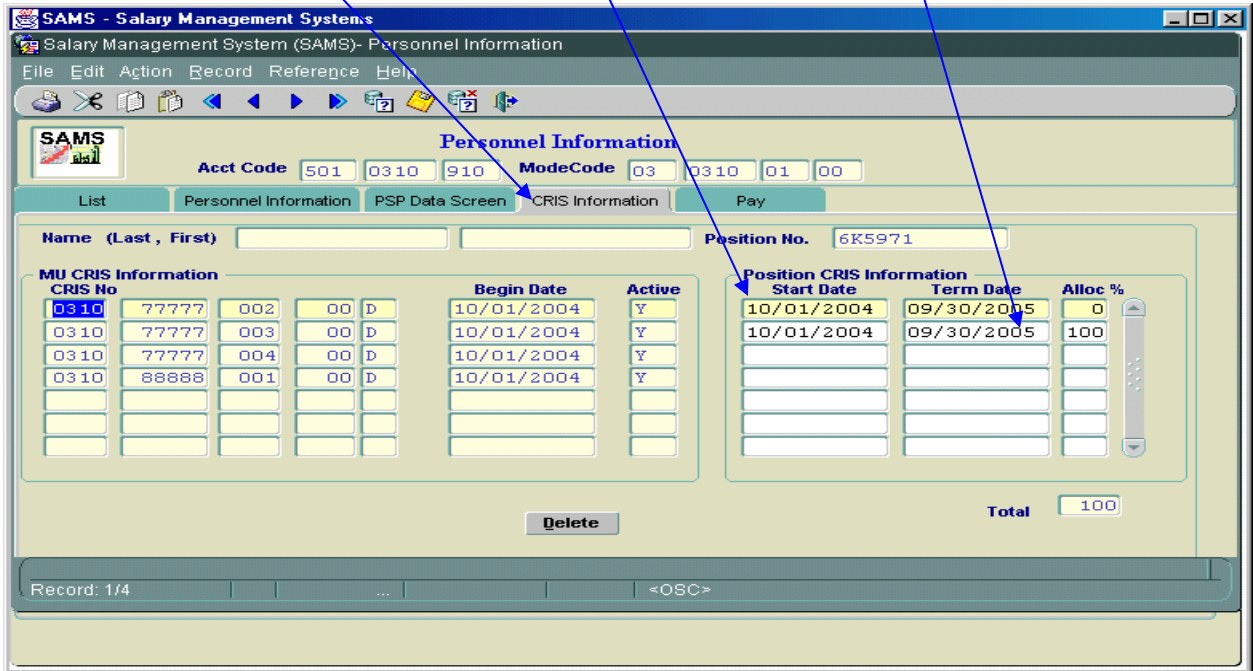 SAMS - Salary Management Systems
Salary Management System (SAMS)- Personnel Information
File Edit Action Record Reference Help
SAMS
Personnel Information
Acct Code 501 0310 910 ModeCode 03 0310 01 00
List Personnel Information PSP Data Screen CRIS Information Pay
Name (Last , First) Position No. 6K5971
MU CRIS Information Position CRIS Information
CRIS No Begin Date Active Start Date Term Date Alloc %
0310 77777 002 00 D 10/01/2004 Y 10/01/2004 09/30/2005 0
0310 77777 003 00 D 10/01/2004 Y 10/01/2004 09/30/2005 100
0310 77777 004 00 D 10/01/2004 Y
0310 88888 001 00 D 10/01/2004 Y
Total 100
Delete
Record: 1/4 ... <OSC>